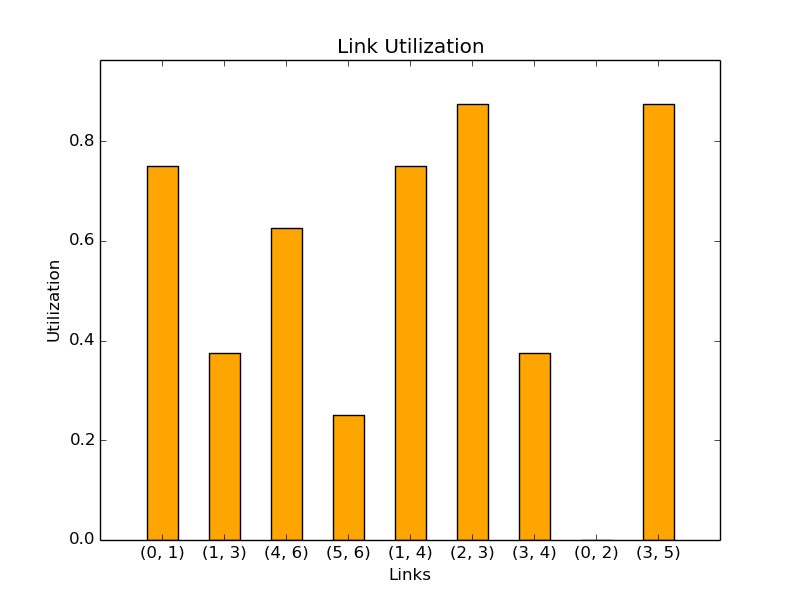 Link Utilization
Utilization
0.8
0.6
0.4
0.2
0.0
(0, 1) (1, 3) (4, 6) (5, 6) (1, 4) (2, 3) (3, 4) (0, 2) (3, 5)
Links